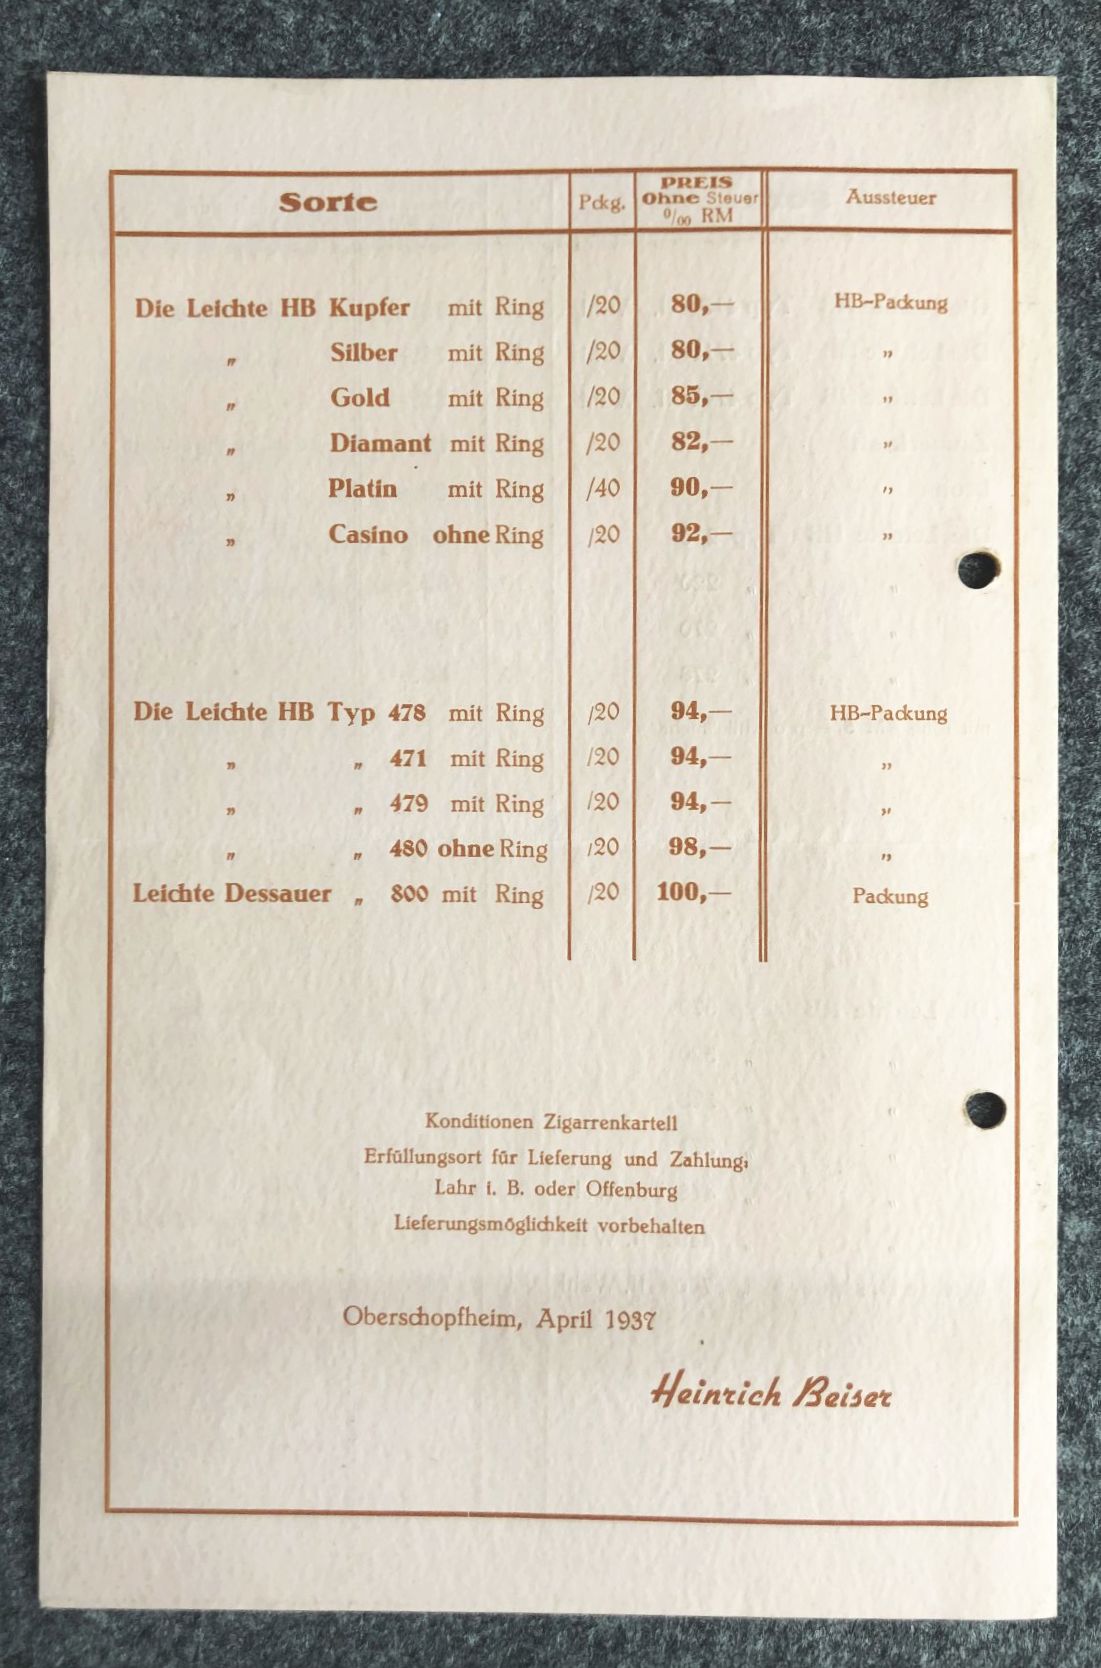 Sorte Pckg. PREIS Ohne Steuer ⁰/₀₀ RM Aussteuer
Die Leichte HB Kupfer mit Ring /20 80,— HB-Packung
„ Silber mit Ring /20 80,— „
„ Gold mit Ring /20 85,— „
„ Diamant mit Ring /20 82,— „
„ Platin mit Ring /40 90,— „
„ Casino ohne Ring /20 92,— „
Die Leichte HB Typ 478 mit Ring /20 94,— HB-Packung
„ „ 471 mit Ring /20 94,— „
„ „ 479 mit Ring /20 94,— „
„ „ 480 ohne Ring /20 98,— „
Leichte Dessauer „ 800 mit Ring /20 100,— Packung
Konditionen Zigarrenkartell
Erfüllungsort für Lieferung und Zahlung;
Lahr i. B. oder Offenburg
Lieferungsmöglichkeit vorbehalten
Oberschopfheim, April 1937
Heinrich Beiser